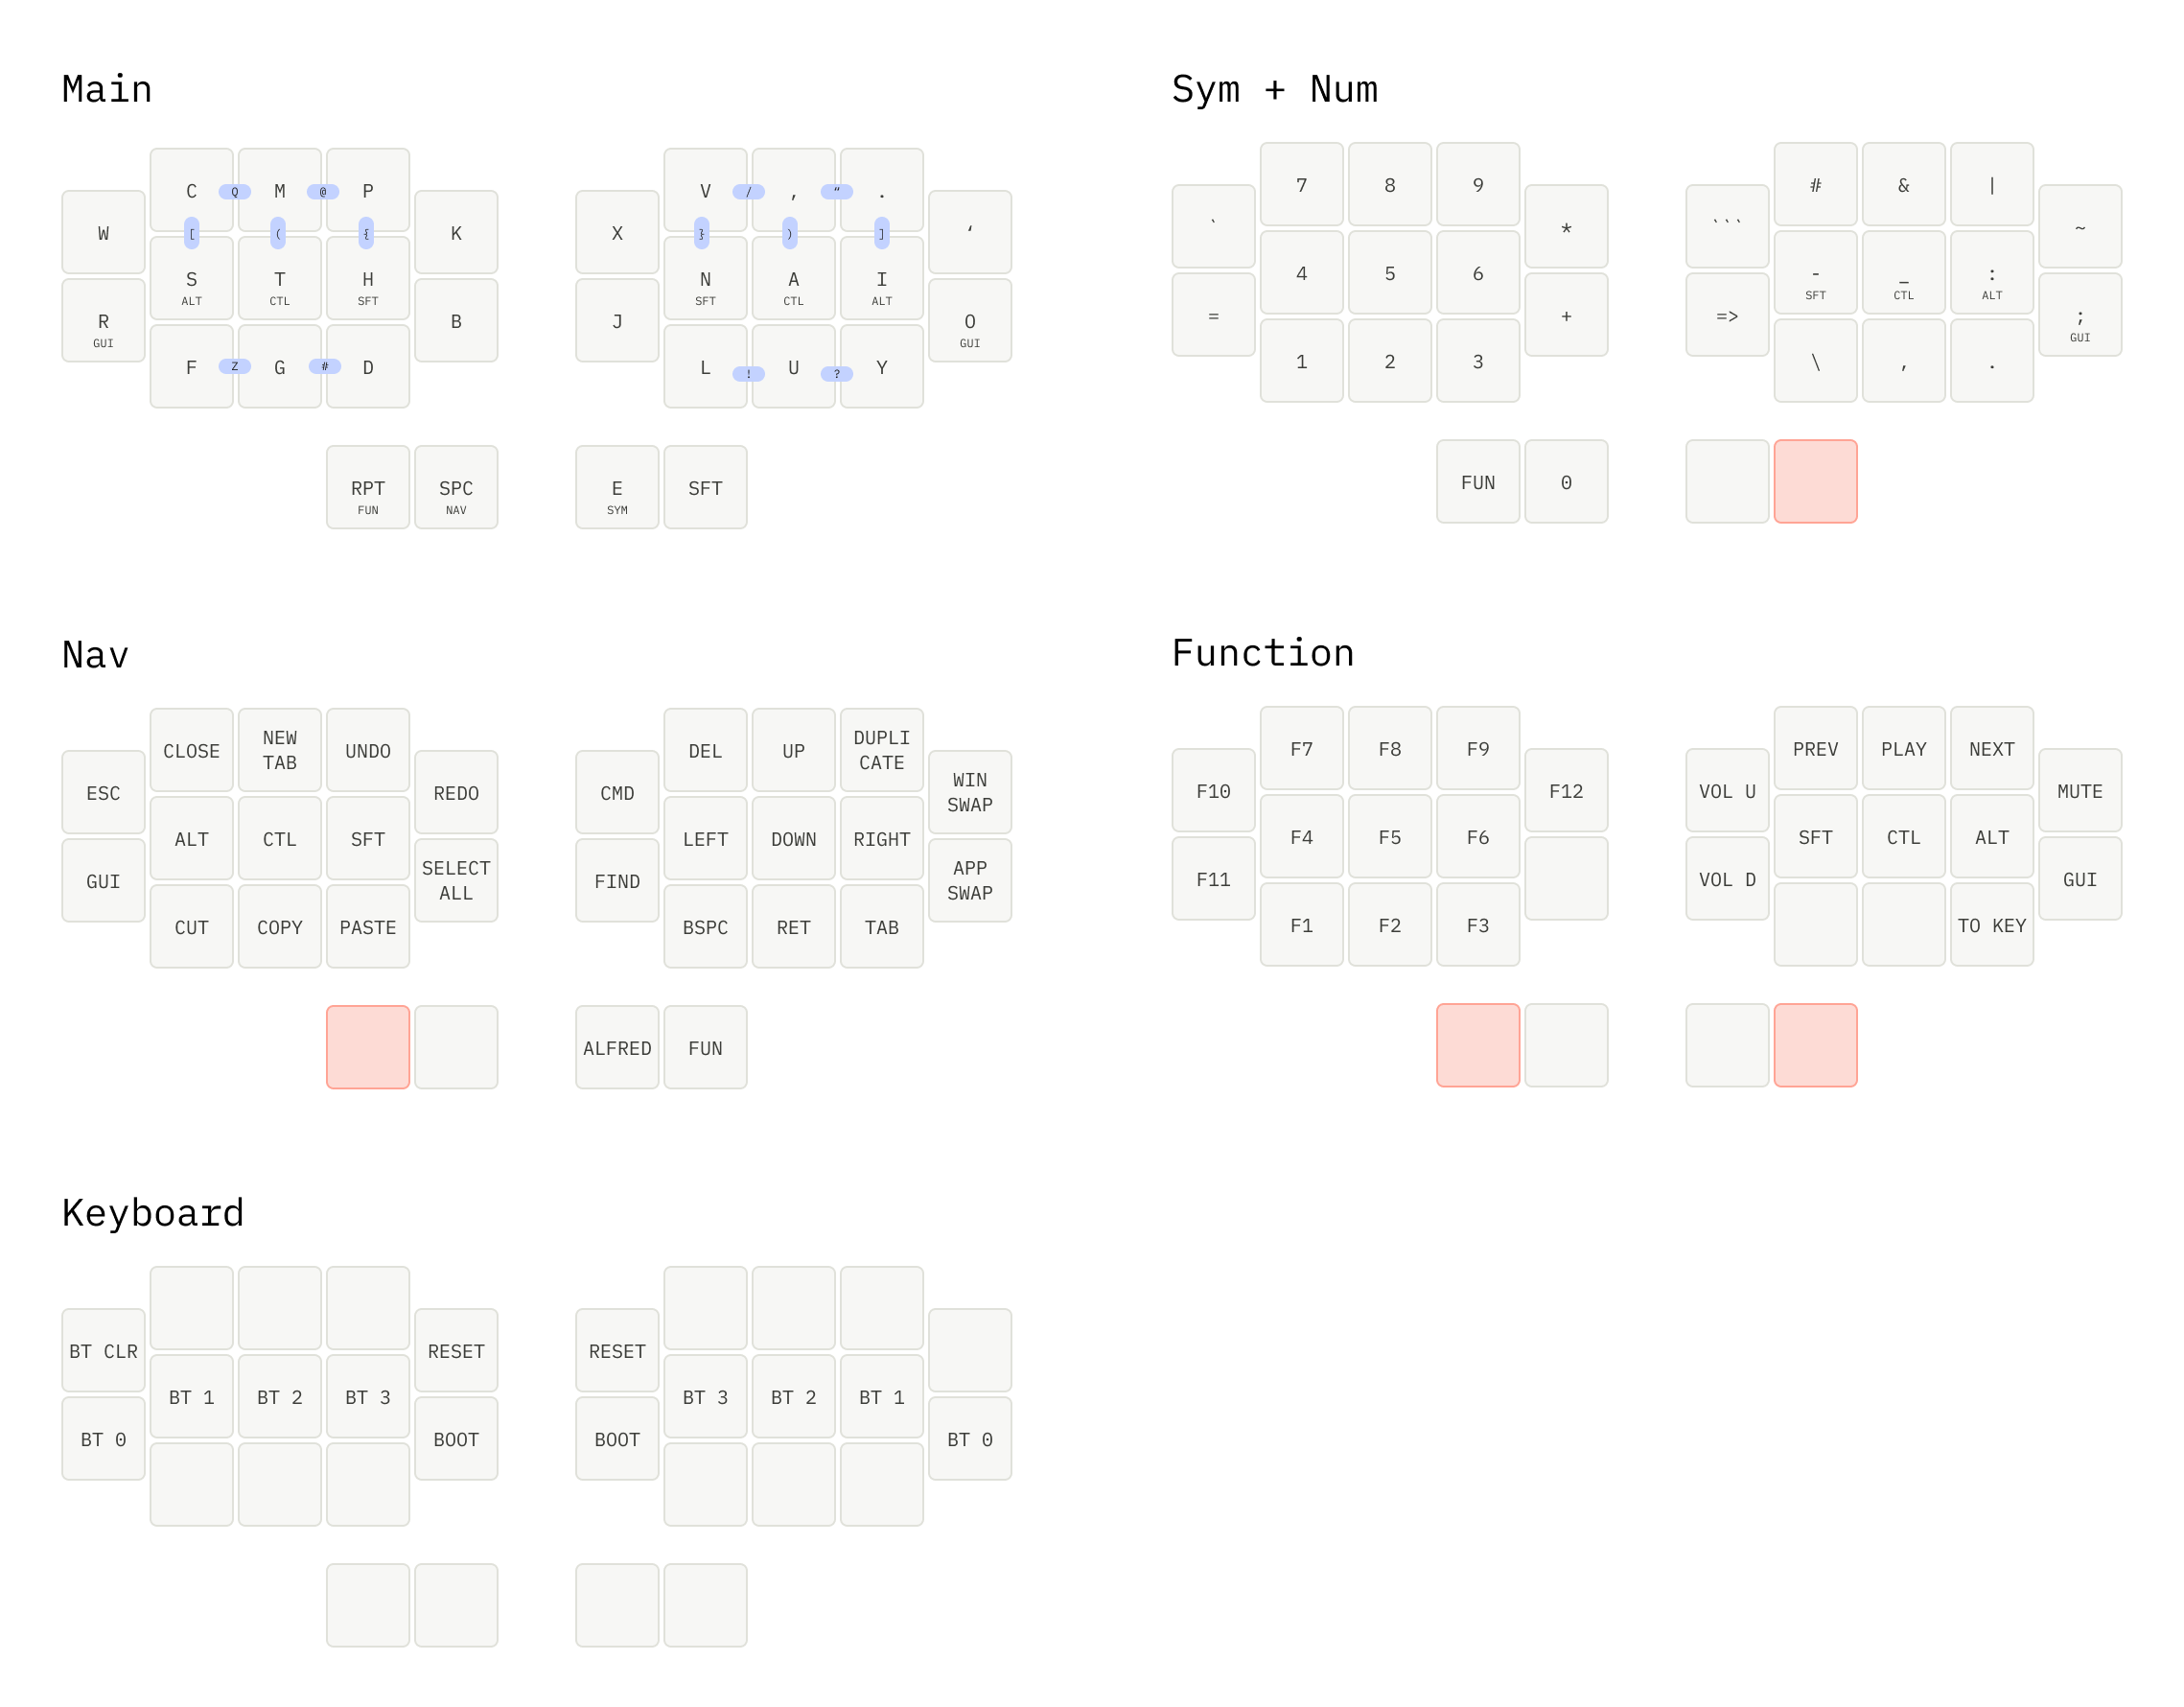 Main
Sym + Num
C Q M @ P
V / , “ .
W [ ( { K
X } ) ] ‘
S T H
ALT CTL SFT
N A I
SFT CTL ALT
R B
GUI
J O
GUI
F Z G # D
L ! U ? Y
RPT SPC
FUN NAV
E SFT
SYM
7 8 9
# & |
` *
``` ~
4 5 6
- _ :
SFT CTL ALT
= +
=> ;
GUI
1 2 3
\ , .
FUN 0
Nav
Function
CLOSE NEW UNDO
TAB
DEL UP DUPLI
CATE
ESC REDO
CMD WIN
SWAP
ALT CTL SFT
LEFT DOWN RIGHT
GUI SELECT
ALL
FIND APP
SWAP
CUT COPY PASTE
BSPC RET TAB
ALFRED FUN
F7 F8 F9
PREV PLAY NEXT
F10 F12
VOL U MUTE
F4 F5 F6
SFT CTL ALT
F11
VOL D GUI
F1 F2 F3
TO KEY
Keyboard
BT CLR RESET
RESET
BT 1 BT 2 BT 3
BT 3 BT 2 BT 1
BT 0 BOOT
BOOT BT 0